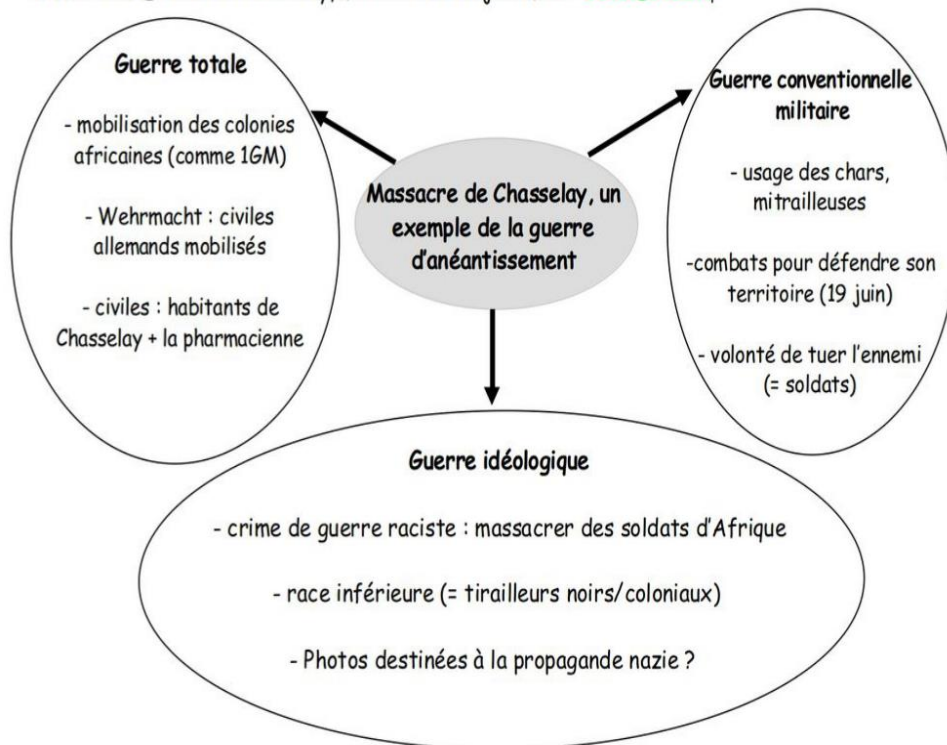 Guerre totale
- mobilisation des colonies
africaines (comme 1GM)
- Wehrmacht : civiles
allemands mobilisés
- civiles : habitants de
Chasselay + la pharmacienne
Massacre de Chasselay, un
exemple de la guerre
d'anéantissement
Guerre conventionnelle
militaire
- usage des chars,
mitrailleuses
-combats pour défendre son
territoire (19 juin)
- volonté de tuer l'ennemi
(= soldats)
Guerre idéologique
- crime de guerre raciste : massacrer des soldats d'Afrique
- race inférieure (= tirailleurs noirs/coloniaux)
- Photos destinées à la propagande nazie ?